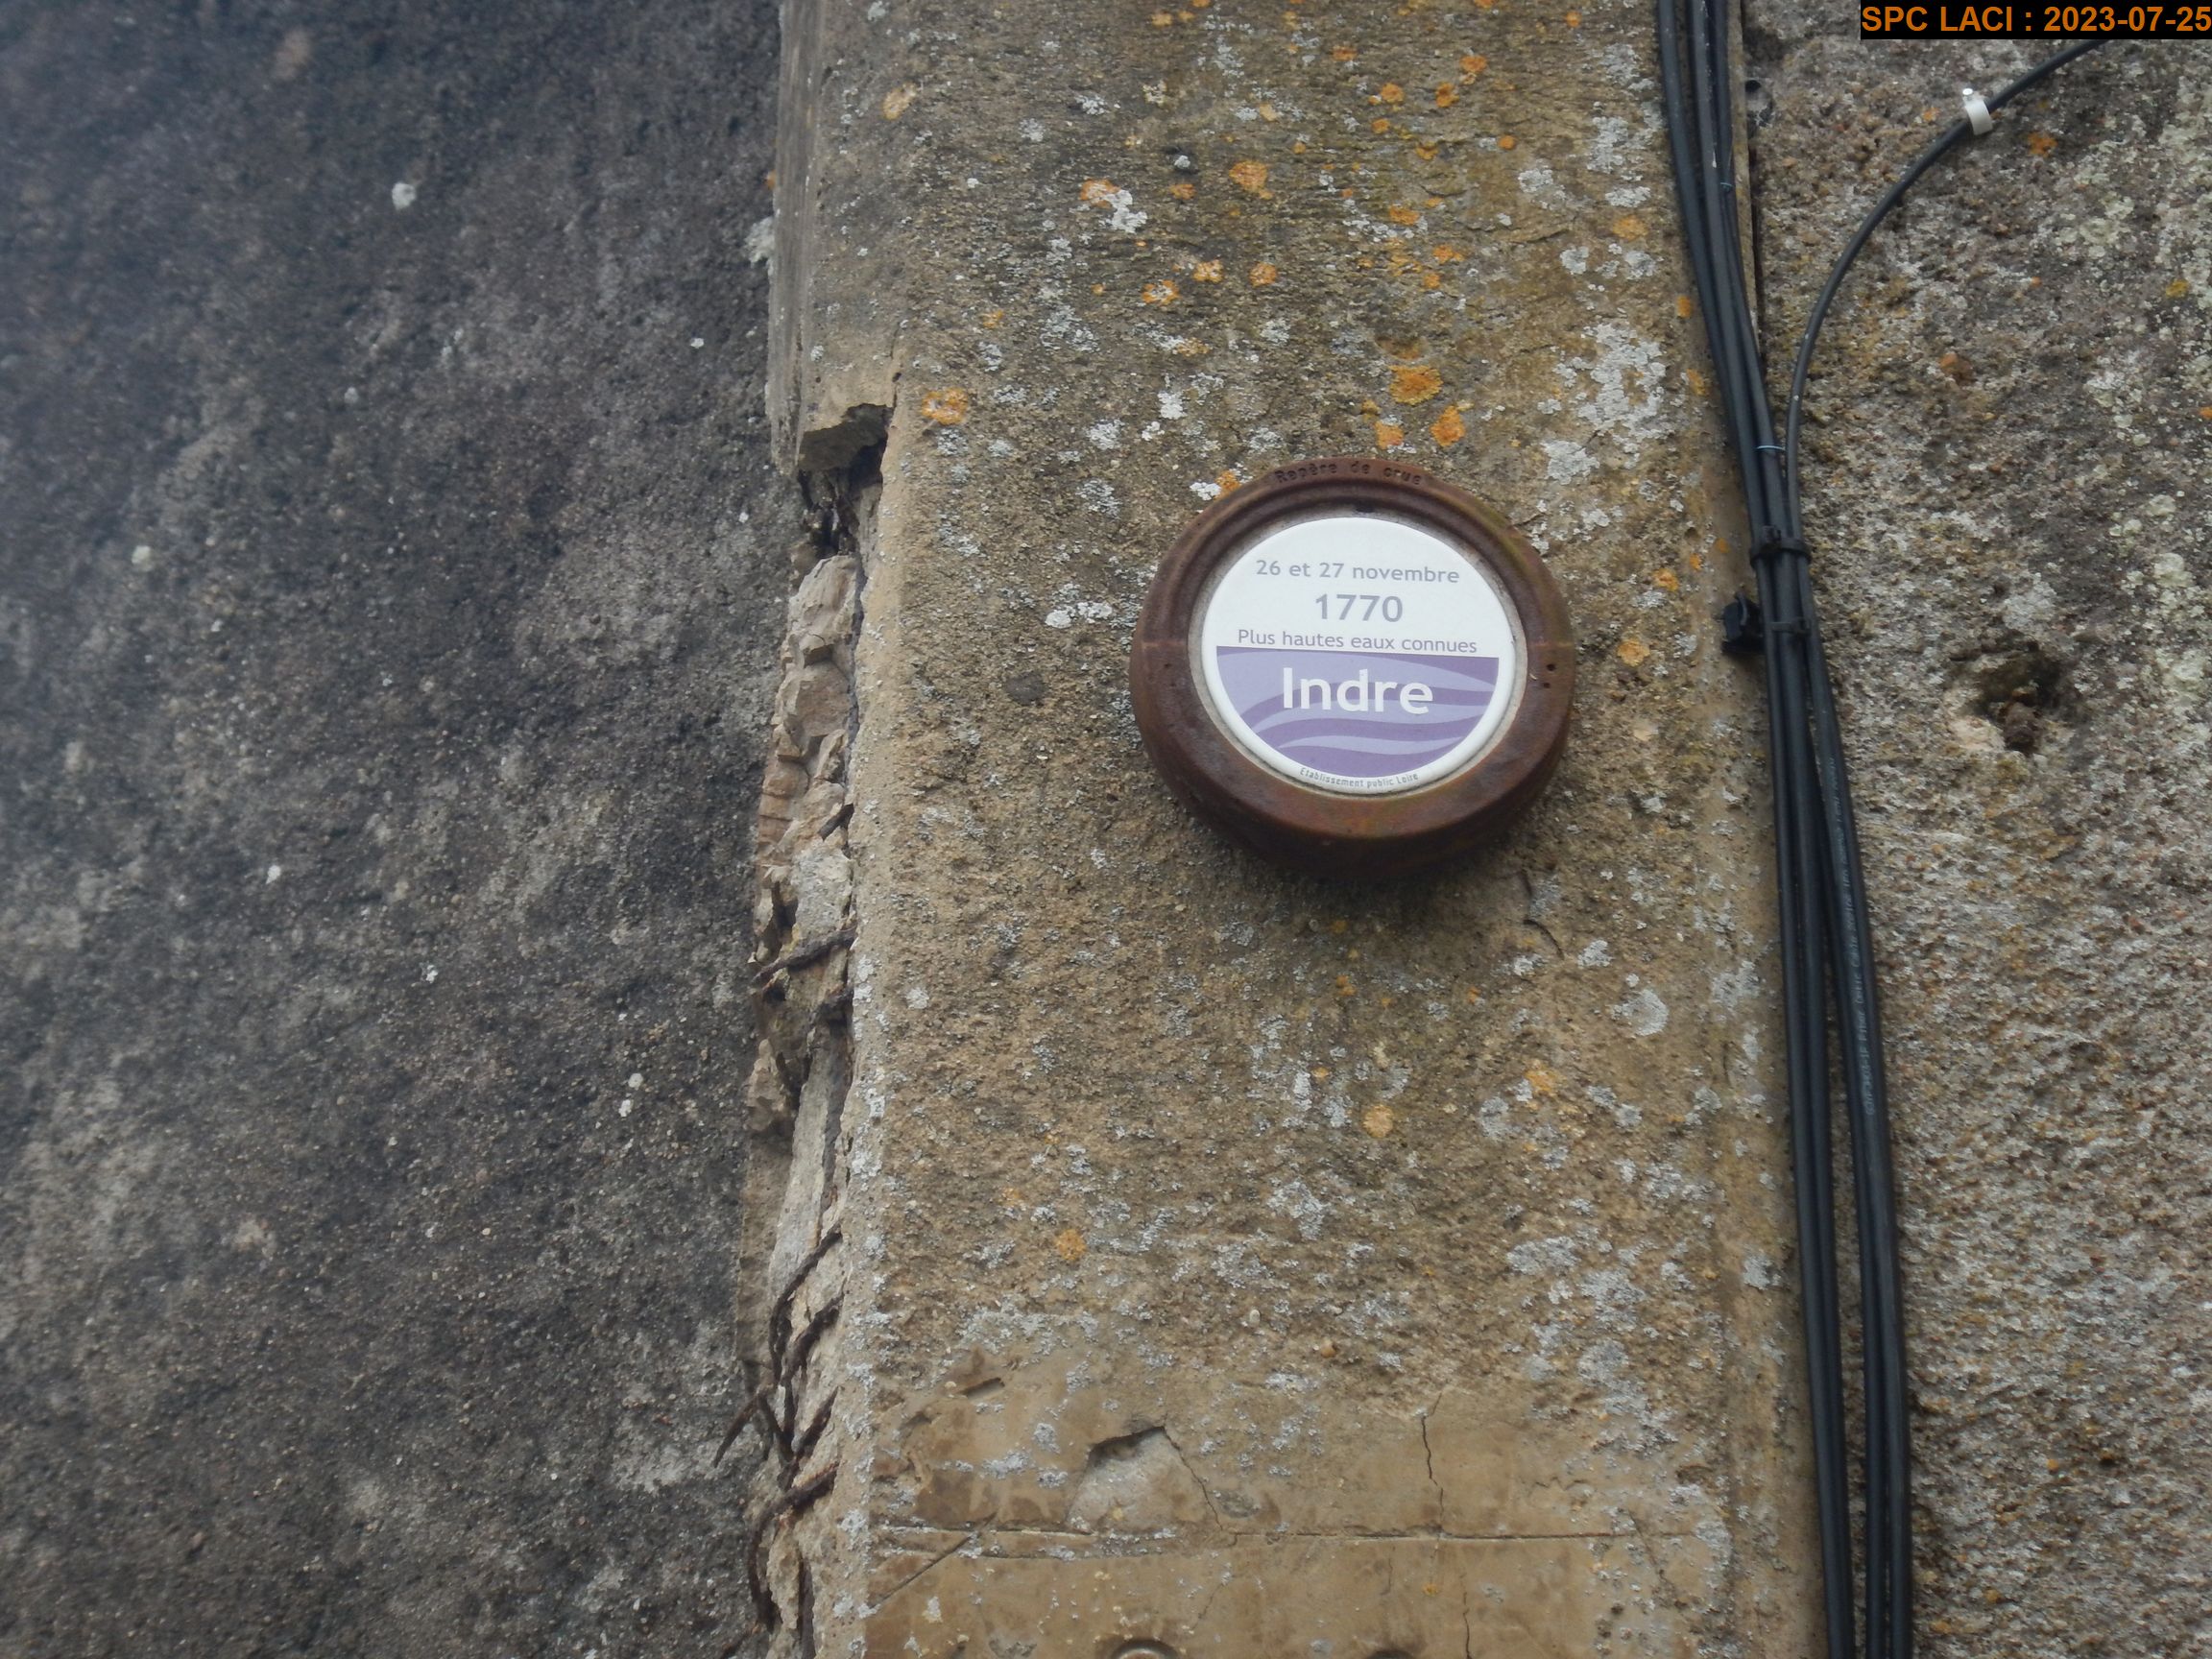 SPC LACI : 2023-07-25
Repère de crue
26 et 27 novembre
1770
Plus hautes eaux connues
Indre
Etablissement public Loire